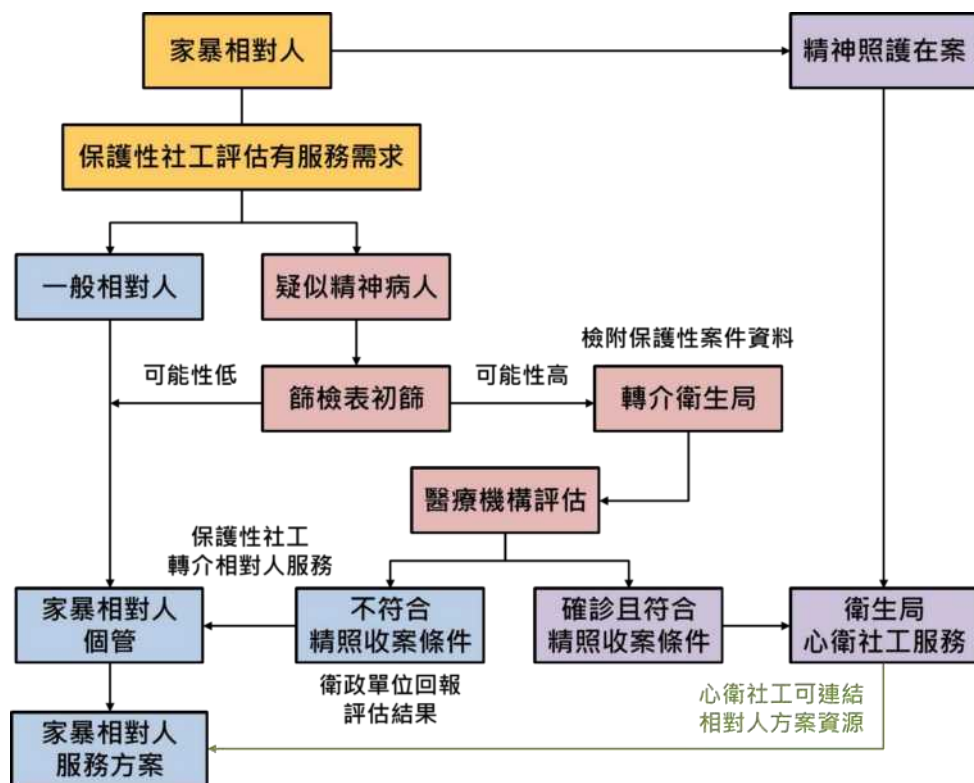 家暴相對人
精神照護在案
保護性社工評估有服務需求
一般相對人
疑似精神病人
檢附保護性案件資料
可能性低
篩檢表初篩
可能性高
轉介衛生局
醫療機構評估
保護性社工
轉介相對人服務
家暴相對人
個管
不符合
精照收案條件
確診且符合
精照收案條件
衛生局
心衛社工服務
衛政單位回報
評估結果
心衛社工可連結
相對人方案資源
家暴相對人
服務方案